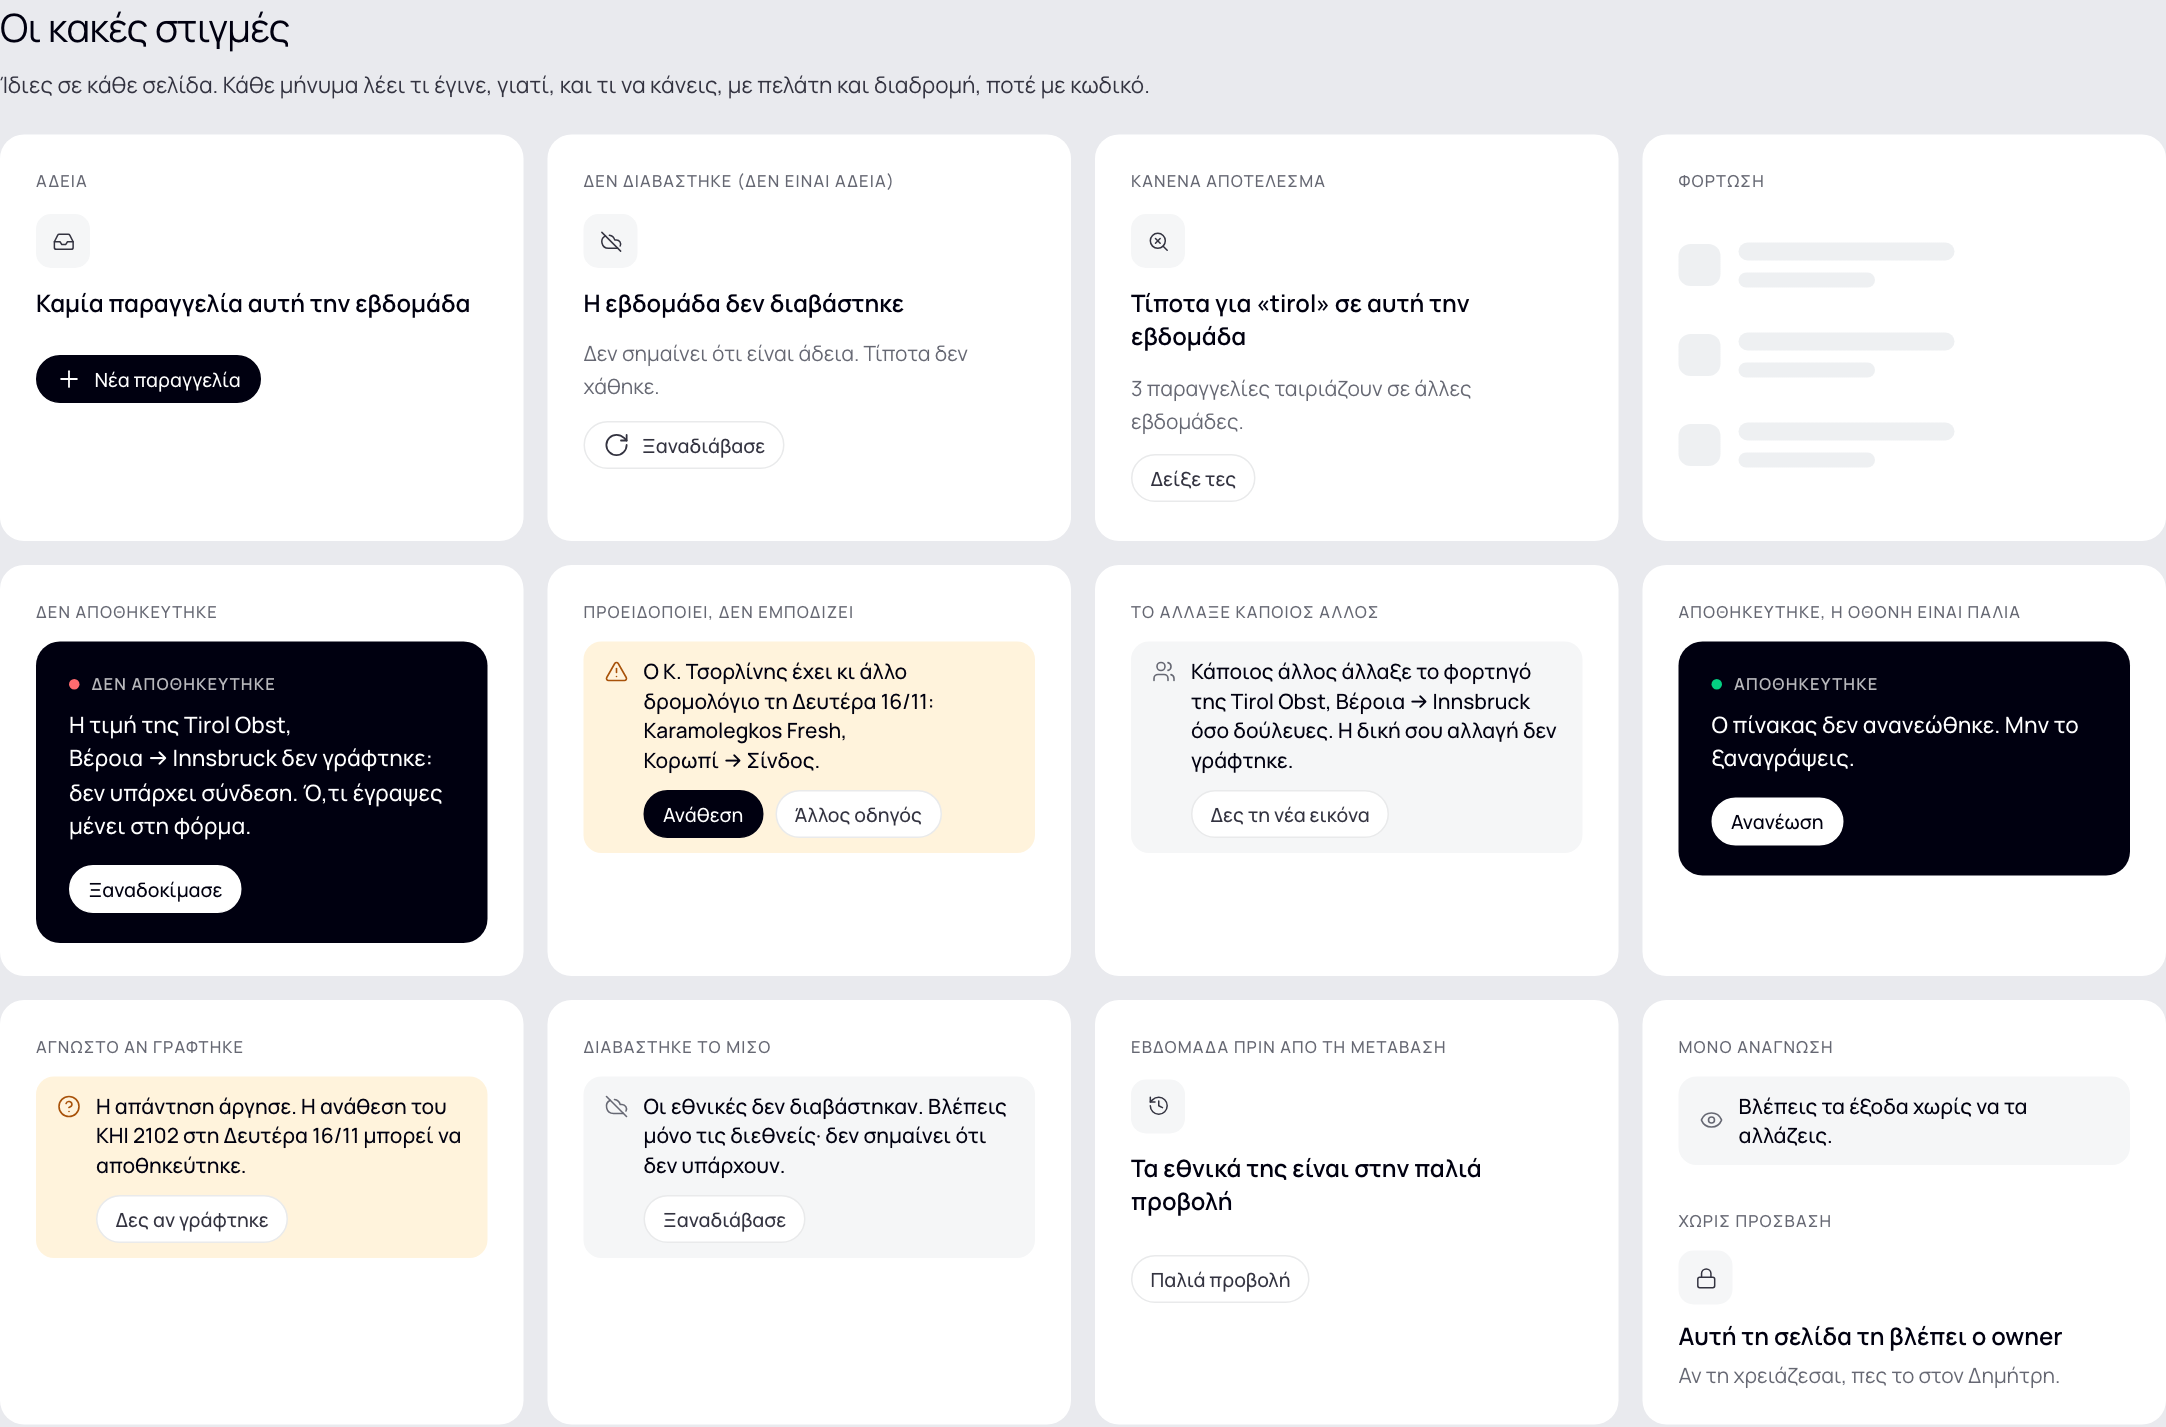 Οι κακές στιγμές
Ίδιες σε κάθε σελίδα. Κάθε μήνυμα λέει τι έγινε, γιατί, και τι να κάνεις, με πελάτη και διαδρομή, ποτέ με κωδικό.
ΑΔΕΙΑ
Καμία παραγγελία αυτή την εβδομάδα
Νέα παραγγελία
ΔΕΝ ΔΙΑΒΑΣΤΗΚΕ (ΔΕΝ ΕΙΝΑΙ ΑΔΕΙΑ)
Η εβδομάδα δεν διαβάστηκε
Δεν σημαίνει ότι είναι άδεια. Τίποτα δεν
χάθηκε.
Ξαναδιάβασε
ΚΑΝΕΝΑ ΑΠΟΤΕΛΕΣΜΑ
Τίποτα για «tirol» σε αυτή την
εβδομάδα
3 παραγγελίες ταιριάζουν σε άλλες
εβδομάδες.
Δείξε τες
ΦΟΡΤΩΣΗ
ΔΕΝ ΑΠΟΘΗΚΕΥΤΗΚΕ
ΔΕΝ ΑΠΟΘΗΚΕΥΤΗΚΕ
Η τιμή της Tirol Obst,
Βέροια → Innsbruck δεν γράφτηκε:
δεν υπάρχει σύνδεση. Ό,τι έγραψες
μένει στη φόρμα.
Ξαναδοκίμασε
ΠΡΟΕΙΔΟΠΟΙΕΙ, ΔΕΝ ΕΜΠΟΔΙΖΕΙ
Ο Κ. Τσορλίνης έχει κι άλλο
δρομολόγιο τη Δευτέρα 16/11:
Karamolegkos Fresh,
Κορωπί → Σίνδος.
Ανάθεση
Άλλος οδηγός
ΤΟ ΑΛΛΑΞΕ ΚΑΠΟΙΟΣ ΑΛΛΟΣ
Κάποιος άλλος άλλαξε το φορτηγό
της Tirol Obst, Βέροια → Innsbruck
όσο δούλευες. Η δική σου αλλαγή δεν
γράφτηκε.
Δες τη νέα εικόνα
ΑΠΟΘΗΚΕΥΤΗΚΕ, Η ΟΘΟΝΗ ΕΙΝΑΙ ΠΑΛΙΑ
ΑΠΟΘΗΚΕΥΤΗΚΕ
Ο πίνακας δεν ανανεώθηκε. Μην το
ξαναγράψεις.
Ανανέωση
ΑΓΝΩΣΤΟ ΑΝ ΓΡΑΦΤΗΚΕ
Η απάντηση άργησε. Η ανάθεση του
ΚΗΙ 2102 στη Δευτέρα 16/11 μπορεί να
αποθηκεύτηκε.
Δες αν γράφτηκε
ΔΙΑΒΑΣΤΗΚΕ ΤΟ ΜΙΣΟ
Οι εθνικές δεν διαβάστηκαν. Βλέπεις
μόνο τις διεθνείς· δεν σημαίνει ότι
δεν υπάρχουν.
Ξαναδιάβασε
ΕΒΔΟΜΑΔΑ ΠΡΙΝ ΑΠΟ ΤΗ ΜΕΤΑΒΑΣΗ
Τα εθνικά της είναι στην παλιά
προβολή
Παλιά προβολή
ΜΟΝΟ ΑΝΑΓΝΩΣΗ
Βλέπεις τα έξοδα χωρίς να τα
αλλάζεις.
ΧΩΡΙΣ ΠΡΟΣΒΑΣΗ
Αυτή τη σελίδα τη βλέπει ο owner
Αν τη χρειάζεσαι, πες το στον Δημήτρη.